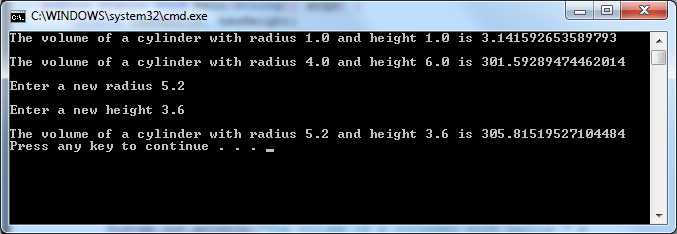 C:\WINDOWS\system32\cmd.exe
The volume of a cylinder with radius 1.0 and height 1.0 is 3.141592653589793
The volume of a cylinder with radius 4.0 and height 6.0 is 301.59289474462014
Enter a new radius 5.2
Enter a new height 3.6
The volume of a cylinder with radius 5.2 and height 3.6 is 305.81519527104484
Press any key to continue . . .